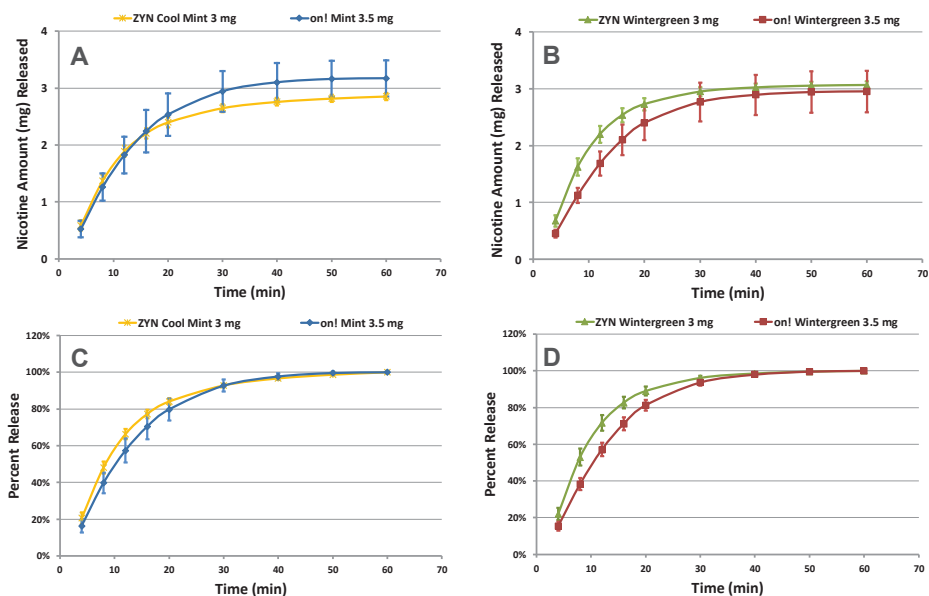 ZYN Cool Mint 3 mg on! Mint 3.5 mg
A
Nicotine Amount (mg) Released
4
3
2
1
0
0 10 20 30 40 50 60 70
Time (min)
ZYN Wintergreen 3 mg on! Wintergreen 3.5 mg
B
Nicotine Amount (mg) Released
4
3
2
1
0
0 10 20 30 40 50 60 70
Time (min)
ZYN Cool Mint 3 mg on! Mint 3.5 mg
C
Percent Release
120%
100%
80%
60%
40%
20%
0%
0 10 20 30 40 50 60 70
Time (min)
ZYN Wintergreen 3 mg on! Wintergreen 3.5 mg
D
Percent Release
120%
100%
80%
60%
40%
20%
0%
0 10 20 30 40 50 60 70
Time (min)